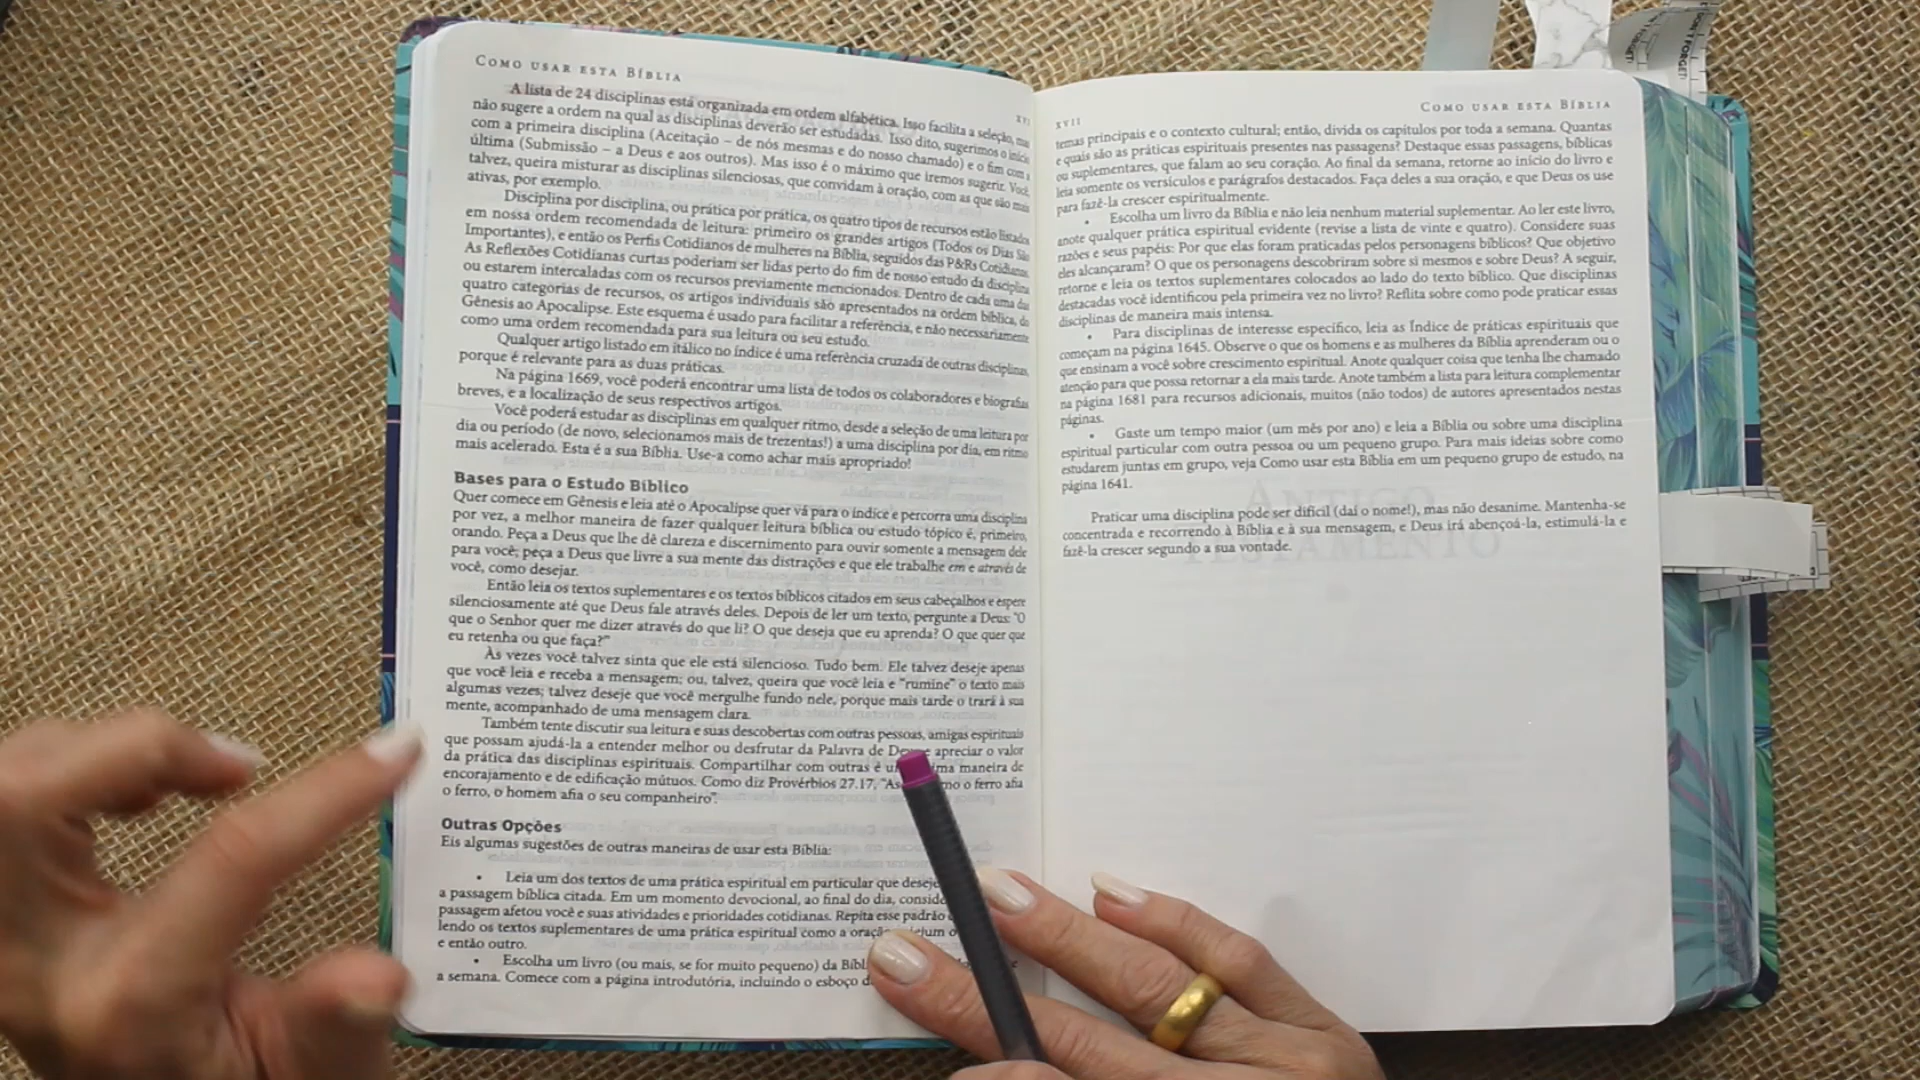 COMO USAR ESTA BÍBLIA
XVI
A lista de 24 disciplinas está organizada em ordem alfabética. Isso facilita a seleção, mas
não sugere a ordem na qual as disciplinas deverão ser estudadas. Isso dito, sugerimos o início
com a primeira disciplina (Aceitação – de nós mesmas e do nosso chamado) e o fim com a
última (Submissão – a Deus e aos outros). Mas isso é o máximo que iremos sugerir. Você,
talvez, queira misturar as disciplinas silenciosas, que convidam à oração, com as que são mais
ativas, por exemplo.
Disciplina por disciplina, ou prática por prática, os quatro tipos de recursos estão listados
em nossa ordem recomendada de leitura: primeiro os grandes artigos (Todos os Dias São
Importantes), e então os Perfis Cotidianos de mulheres na Bíblia, seguidos das P&Rs Cotidianas.
As Reflexões Cotidianas curtas poderiam ser lidas perto do fim de nosso estudo da disciplina
ou estarem intercaladas com os recursos previamente mencionados. Dentro de cada uma das
quatro categorias de recursos, os artigos individuais são apresentados na ordem bíblica, do
Gênesis ao Apocalipse. Este esquema é usado para facilitar a referência, e não necessariamente
como uma ordem recomendada para sua leitura ou seu estudo.
Qualquer artigo listado em itálico no índice é uma referência cruzada de outras disciplinas,
porque é relevante para as duas práticas.
Na página 1669, você poderá encontrar uma lista de todos os colaboradores e biografias
breves, e a localização de seus respectivos artigos.
Você poderá estudar as disciplinas em qualquer ritmo, desde a seleção de uma leitura por
dia ou período (de novo, selecionamos mais de trezentas!) a uma disciplina por dia, em ritmo
mais acelerado. Esta é a sua Bíblia. Use-a como achar mais apropriado!
Bases para o Estudo Bíblico
Quer comece em Gênesis e leia até o Apocalipse quer vá para o índice e percorra uma disciplina
por vez, a melhor maneira de fazer qualquer leitura bíblica ou estudo tópico é, primeiro,
orando. Peça a Deus que lhe dê clareza e discernimento para ouvir somente a mensagem dele
para você; peça a Deus que livre a sua mente das distrações e que ele trabalhe em e através de
você, como desejar.
Então leia os textos suplementares e os textos bíblicos citados em seus cabeçalhos e espere
silenciosamente até que Deus fale através deles. Depois de ler um texto, pergunte a Deus: "O
que o Senhor quer me dizer através do que li? O que deseja que eu aprenda? O que quer que
eu retenha ou que faça?"
Às vezes você talvez sinta que ele está silencioso. Tudo bem. Ele talvez deseje apenas
que você leia e receba a mensagem; ou, talvez, queira que você leia e "rumine" o texto mais
algumas vezes; talvez deseje que você mergulhe fundo nele, porque mais tarde o trará à sua
mente, acompanhado de uma mensagem clara.
Também tente discutir sua leitura e suas descobertas com outras pessoas, amigas espirituais
que possam ajudá-la a entender melhor ou desfrutar da Palavra de apreciar o valor
da prática das disciplinas espirituais. Compartilhar com outras é maneira de
encorajamento e de edificação mútuos. Como diz Provérbios 27.17, o ferro afia
o ferro, o homem afia o seu companheiro".
Outras Opções
Eis algumas sugestões de outras maneiras de usar esta Bíblia:
• Leia um dos textos de uma prática espiritual em particular que
a passagem bíblica citada. Em um momento devocional, ao final do dia,
passagem afetou você e suas atividades e prioridades cotidianas. Repita esse padrão
lendo os textos suplementares de uma prática espiritual como a
e então outro.
• Escolha um livro (ou mais, se for muito pequeno) da
a semana. Comece com a página introdutória, incluindo o esboço
COMO USAR ESTA BÍBLIA
XVII
temas principais e o contexto cultural; então, divida os capítulos por toda a semana. Quantas
e quais são as práticas espirituais presentes nas passagens? Destaque essas passagens, bíblicas
ou suplementares, que falam ao seu coração. Ao final da semana, retorne ao início do livro e
leia somente os versículos e parágrafos destacados. Faça deles a sua oração, e que Deus os use
para fazê-la crescer espiritualmente.
• Escolha um livro da Bíblia e não leia nenhum material suplementar. Ao ler este livro,
anote qualquer prática espiritual evidente (revise a lista de vinte e quatro). Considere suas
razões e seus papéis: Por que elas foram praticadas pelos personagens bíblicos? Que objetivo
eles alcançaram? O que os personagens descobriram sobre si mesmos e sobre Deus? A seguir,
retorne e leia os textos suplementares colocados ao lado do texto bíblico. Que disciplinas
destacadas você identificou pela primeira vez no livro? Reflita sobre como pode praticar essas
disciplinas de maneira mais intensa.
• Para disciplinas de interesse específico, leia as Índice de práticas espirituais que
começam na página 1645. Observe o que os homens e as mulheres da Bíblia aprenderam ou o
que ensinam a você sobre crescimento espiritual. Anote qualquer coisa que tenha lhe chamado
atenção para que possa retornar a ela mais tarde. Anote também a lista para leitura complementar
na página 1681 para recursos adicionais, muitos (não todos) de autores apresentados nestas
páginas.
• Gaste um tempo maior (um mês por ano) e leia a Bíblia ou sobre uma disciplina
espiritual particular com outra pessoa ou um pequeno grupo. Para mais ideias sobre como
estudarem juntas em grupo, veja Como usar esta Bíblia em um pequeno grupo de estudo, na
página 1641.
Praticar uma disciplina pode ser difícil (daí o nome!), mas não desanime. Mantenha-se
concentrada e recorrendo à Bíblia e à sua mensagem, e Deus irá abençoá-la, estimulá-la e
fazê-la crescer segundo a sua vontade.
ANTIGO
TESTAMENTO
DON'T FORGET